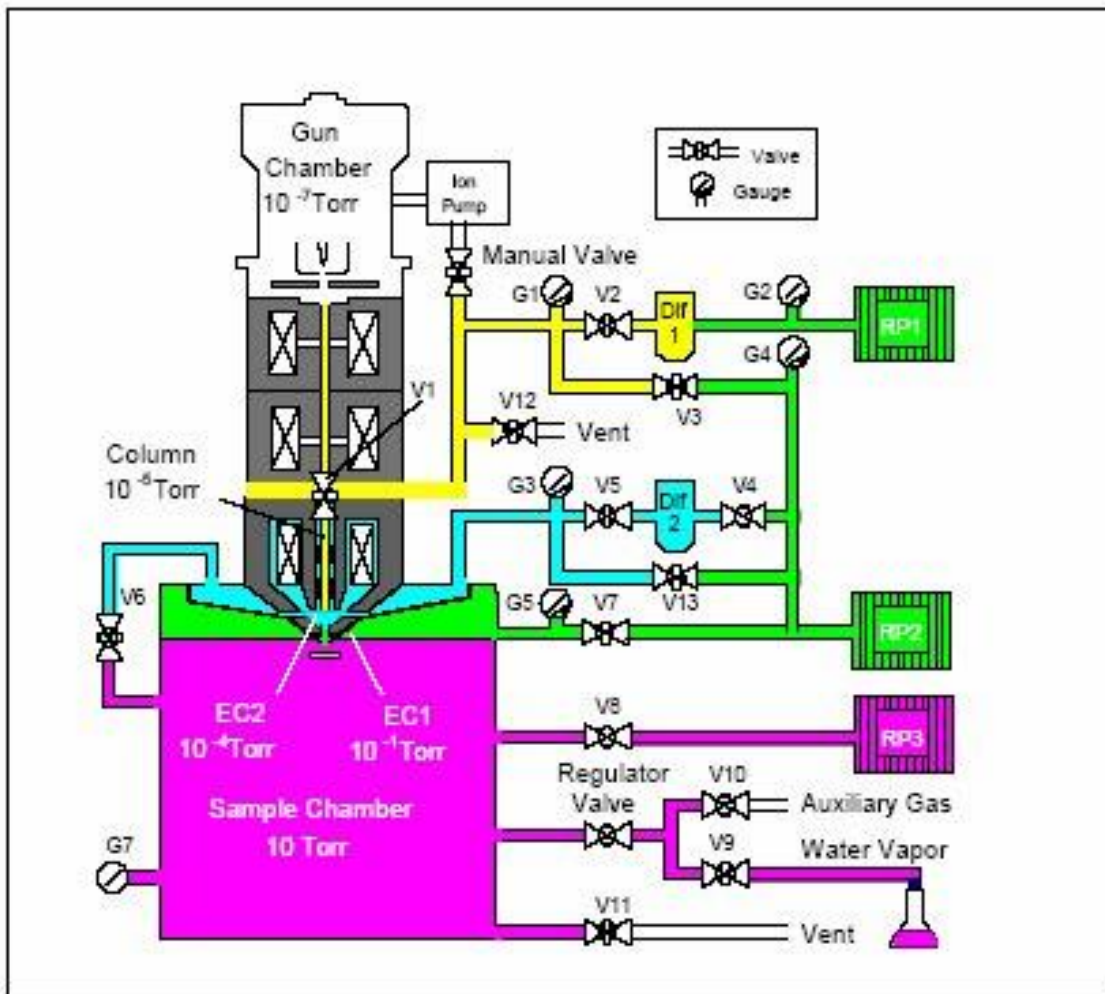 Gun
Chamber
10 -7Torr
Ion
Pump
Valve
Gauge
Manual Valve
G1
V2
Dif
1
G2
RP1
G4
V1
V12
Vent
V3
Column
10 -5Torr
G3
V5
Dif
2
V4
V6
G5
V7
V13
RP2
EC2
10 -4Torr
EC1
10 -1Torr
V8
RP3
Regulator
Valve
V10
Auxiliary Gas
Sample Chamber
10 Torr
G7
V9
Water Vapor
V11
Vent